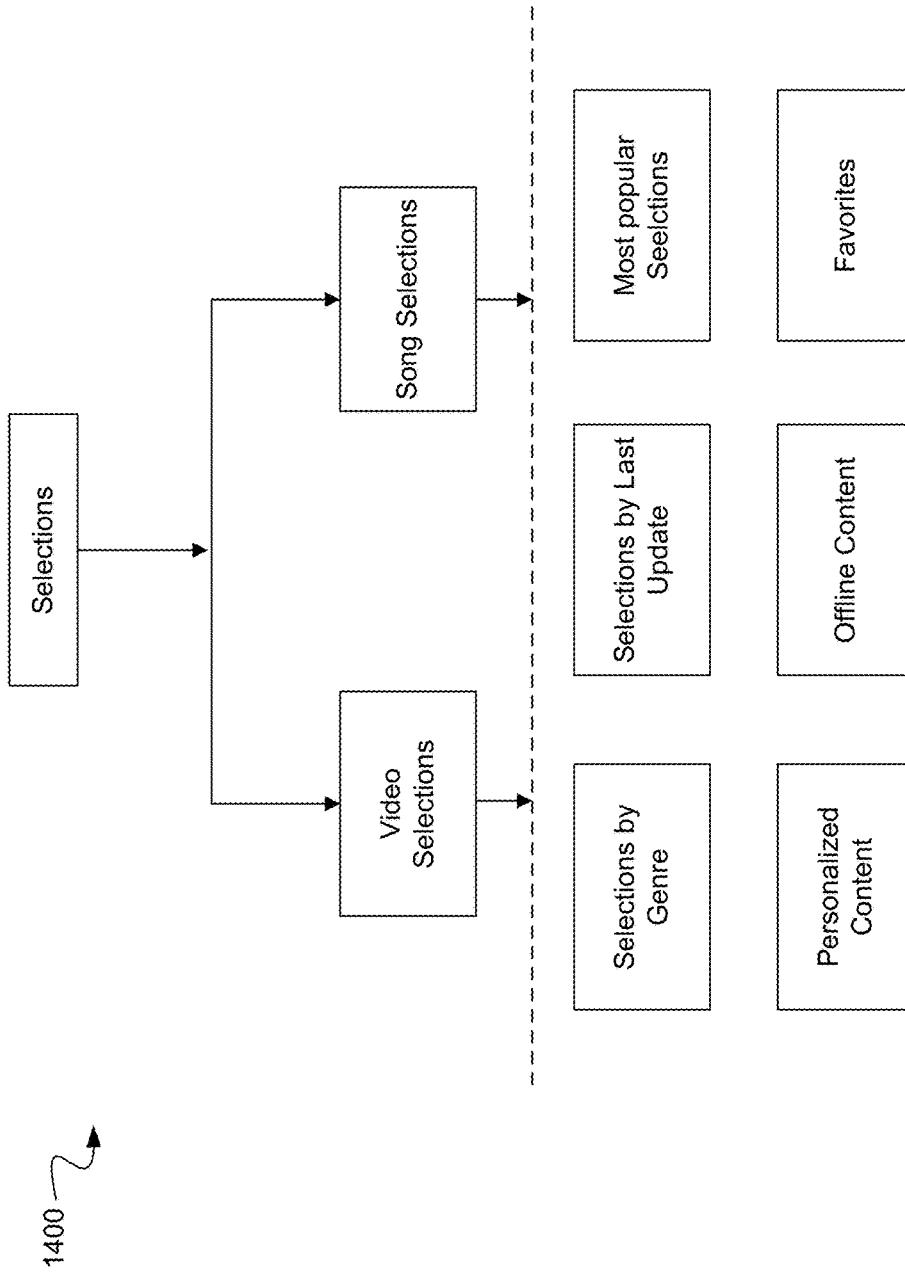 1400
Selections
Video
Selections
Song Selections
Selections by
Genre
Selections by Last
Update
Most popular
Seelctions
Personalized
Content
Offline Content
Favorites